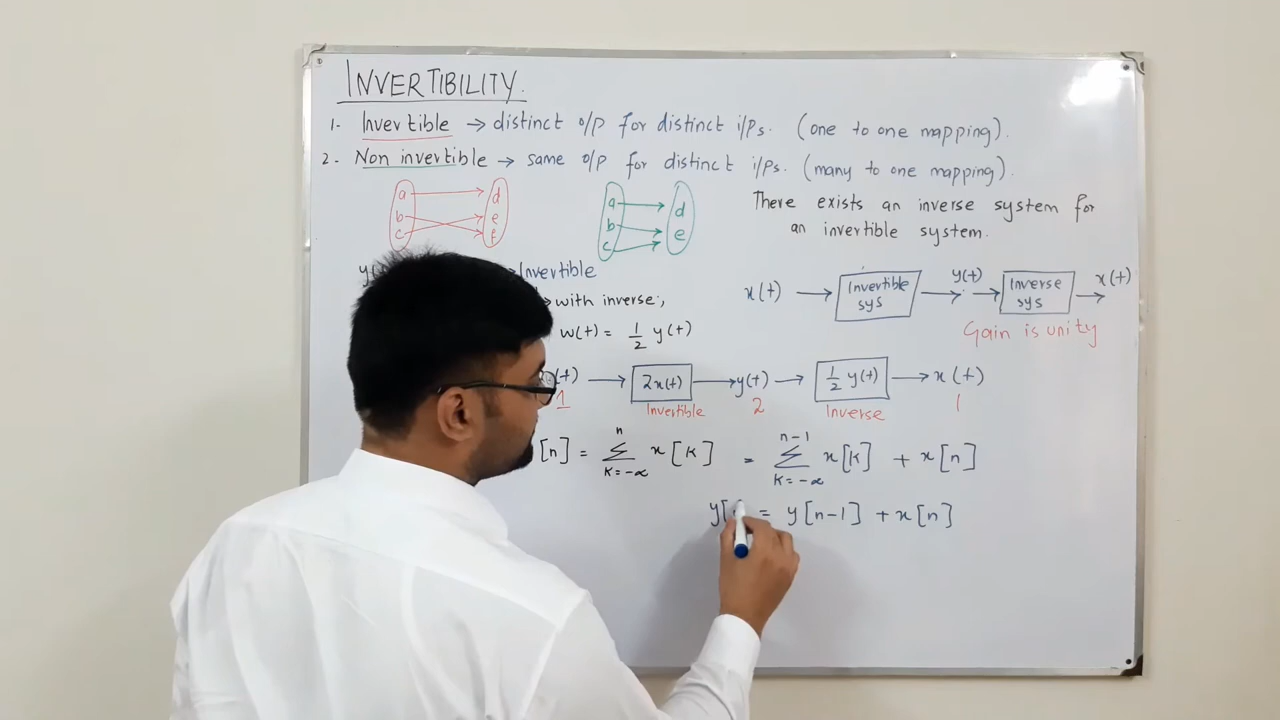 INVERTIBILITY.
1- Invertible → distinct o/p for distinct i/ps. (one to one mapping).
2- Non invertible → same o/p for distinct i/ps. (many to one mapping).
a d
b e
c f
a d
b e
c
There exists an inverse system for
an invertible system.
Invertible
→ with inverse:,
w(t) = 1/2 y(t)
x(t) → Invertible sys → y(t) → Inverse sys → x(t)
Gain is unity
(t) → 2x(t) → y(t) → 1/2 y(t) → x(t)
1 Invertible 2 Inverse 1
[n] = n ∑ k=-∞ x[k] = n-1 ∑ k=-∞ x[k] + x[n]
y[ = y[n-1] + x[n]